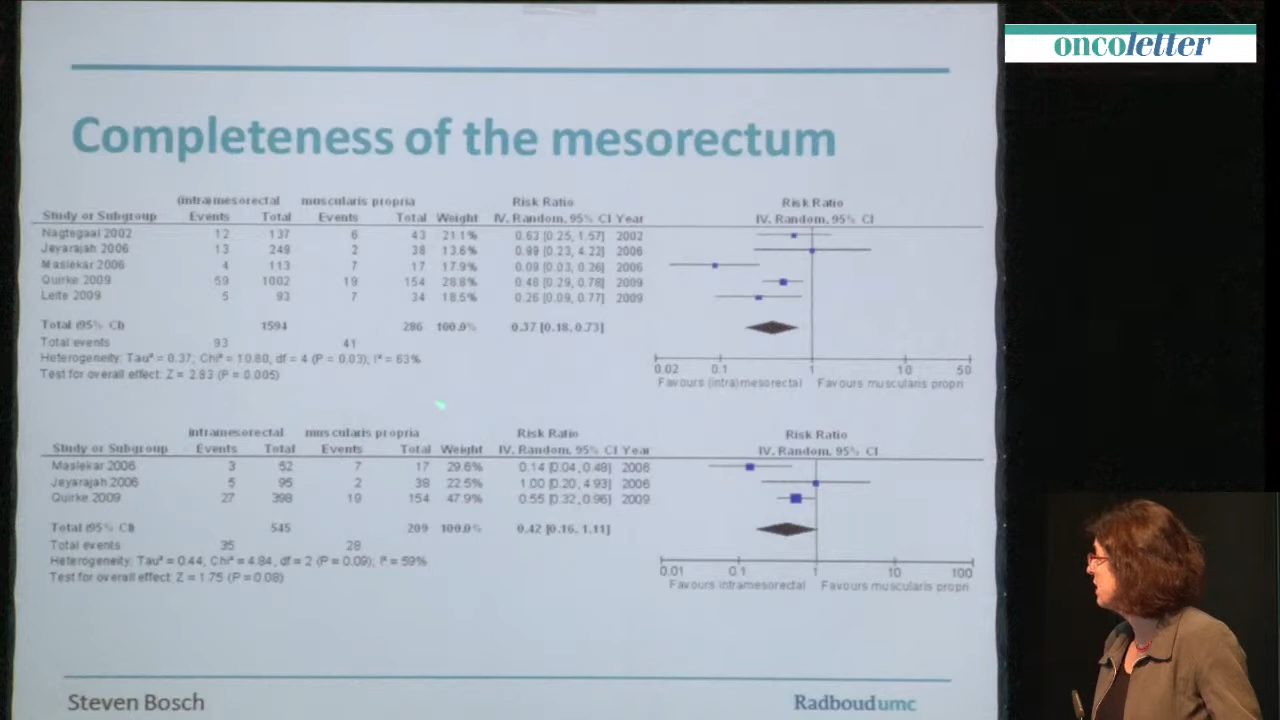 oncoletter
Completeness of the mesorectum
(intra)mesorectal muscularis propria Risk Ratio Risk Ratio
Study or Subgroup Events Total Events Total Weight IV, Random, 95% CI Year IV, Random, 95% CI
Nagtegaal 2002 12 137 6 43 21.1% 0.63 [0.25, 1.57] 2002
Jeyarajah 2006 13 249 2 38 13.6% 0.99 [0.23, 4.22] 2006
Maslekar 2006 4 113 7 17 17.9% 0.09 [0.03, 0.26] 2006
Quirke 2009 59 1002 19 154 28.8% 0.48 [0.29, 0.78] 2009
Leite 2009 5 93 7 34 18.5% 0.26 [0.09, 0.77] 2009
Total (95% CI) 1594 286 100.0% 0.37 [0.18, 0.73]
Total events 93 41
Heterogeneity: Tau² = 0.37; Chi² = 10.89, df = 4 (P = 0.03); I² = 63%
Test for overall effect: Z = 2.83 (P = 0.005)
0.02 0.1 1 10 50
Favours (intra)mesorectal Favours muscularis propri
intramesorectal muscularis propria Risk Ratio Risk Ratio
Study or Subgroup Events Total Events Total Weight IV, Random, 95% CI Year IV, Random, 95% CI
Maslekar 2006 3 52 7 17 29.6% 0.14 [0.04, 0.48] 2006
Jeyarajah 2006 5 95 2 38 22.5% 1.00 [0.20, 4.93] 2006
Quirke 2009 27 398 19 154 47.9% 0.55 [0.32, 0.96] 2009
Total (95% CI) 545 209 100.0% 0.42 [0.16, 1.11]
Total events 35 28
Heterogeneity: Tau² = 0.44; Chi² = 4.84, df = 2 (P = 0.09); I² = 59%
Test for overall effect: Z = 1.75 (P = 0.08)
0.01 0.1 1 10 100
Favours intramesorectal Favours muscularis propri
Steven Bosch Radboudumc